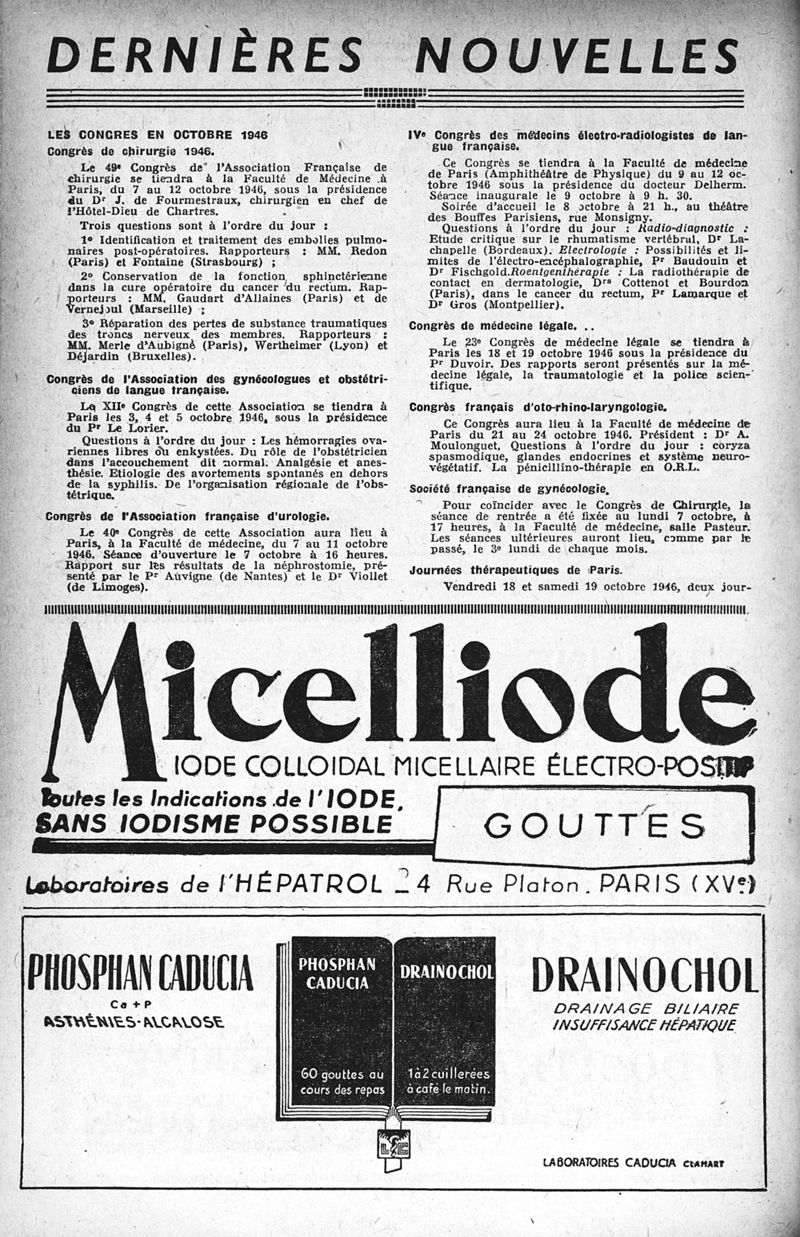 DERNIÈRES NOUVELLES
LES CONGRES EN OCTOBRE 1946
Congrès de chirurgie 1946.
Le 49e Congrès de l'Association Française de
chirurgie se tiendra à la Faculté de Médecine à
Paris, du 7 au 12 octobre 1946, sous la présidence
du Dr J. de Fourmestraux, chirurgien en chef de
l'Hôtel-Dieu de Chartres.
Trois questions sont à l'ordre du jour :
1o Identification et traitement des embolies pulmo-
naires post-opératoires. Rapporteurs : MM. Redon
(Paris) et Fontaine (Strasbourg) ;
2o Conservation de la fonction sphinctérienne
dans la cure opératoire du cancer du rectum. Rap-
porteurs : MM. Gaudart d'Allaines (Paris) et de
Vernejoul (Marseille) ;
3o Réparation des pertes de substance traumatiques
des troncs nerveux des membres. Rapporteurs :
MM. Merle d'Aubigné (Paris), Wertheimer (Lyon) et
Déjardin (Bruxelles).
Congrès de l'Association des gynécologues et obstétri-
ciens de langue française.
Le XIIe Congrès de cette Association se tiendra à
Paris les 3, 4 et 5 octobre 1946, sous la présidence
du Pr Le Lorier.
Questions à l'ordre du jour : Les hémorragies ova-
riennes libres ou enkystées. Du rôle de l'obstétricien
dans l'accouchement dit normal. Analgésie et anes-
thésie. Etiologie des avortements spontanés en dehors
de la syphilis. De l'organisation régionale de l'obs-
tétrique.
Congrès de l'Association française d'urologie.
Le 40e Congrès de cette Association aura lieu à
Paris, à la Faculté de médecine, du 7 au 11 octobre
1946. Séance d'ouverture le 7 octobre à 16 heures.
Rapport sur les résultats de la néphrostomie, pré-
senté par le Pr Auvigne (de Nantes) et le Dr Viollet
(de Limoges).
IVe Congrès des médecins électro-radiologistes de lan-
gue française.
Ce Congrès se tiendra à la Faculté de médecine
de Paris (Amphithéâtre de Physique) du 9 au 12 oc-
tobre 1946 sous la présidence du docteur Delherm.
Séance inaugurale le 9 octobre à 9 h. 30.
Soirée d'accueil le 8 octobre à 21 h., au théâtre
des Bouffes Parisiens, rue Monsigny.
Questions à l'ordre du jour : Radio-diagnostic :
Etude critique sur le rhumatisme vertébral, Dr La-
chapelle (Bordeaux). Electrologie : Possibilités et li-
mites de l'électro-encéphalographie, Pr Baudouin et
Dr Fischgold. Roentgenthérapie : La radiothérapie de
contact en dermatologie, Drs Cottenot et Bourdon
(Paris), dans le cancer du rectum, Pr Lamarque et
Dr Gros (Montpellier).
Congrès de médecine légale. ..
Le 23e Congrès de médecine légale se tiendra à
Paris les 18 et 19 octobre 1946 sous la présidence du
Pr Duvoir. Des rapports seront présentés sur la mé-
decine légale, la traumatologie et la police scien-
tifique.
Congrès français d'oto-rhino-laryngologie.
Ce Congrès aura lieu à la Faculté de médecine de
Paris du 21 au 24 octobre 1946. Président : Dr A.
Moulonguet, Questions à l'ordre du jour : coryza
spasmodique, glandes endocrines et système neuro-
végétatif. La pénicillino-thérapie en O.R.L.
Société française de gynécologie.
Pour coïncider avec le Congrès de Chirurgie, la
séance de rentrée a été fixée au lundi 7 octobre, à
17 heures, à la Faculté de médecine, salle Pasteur.
Les séances ultérieures auront lieu, comme par le
passé, le 3e lundi de chaque mois.
Journées thérapeutiques de Paris.
Vendredi 18 et samedi 19 octobre 1946, deux jour-
Micelliode
IODE COLLOIDAL MICELLAIRE ÉLECTRO-POSITIF
Toutes les Indications de l'IODE,
SANS IODISME POSSIBLE
GOUTTES
Laboratoires de l'HÉPATROL - 4 Rue Platon. PARIS (XVe)
PHOSPHAN CADUCIA
Ca + P
ASTHÉNIES-ALCALOSE
PHOSPHAN
CADUCIA
60 gouttes au
cours des repas
DRAINOCHOL
1 à 2 cuillerées
à café le matin.
LC
DRAINOCHOL
DRAINAGE BILIAIRE
INSUFFISANCE HÉPATIQUE
LABORATOIRES CADUCIA CLAMART